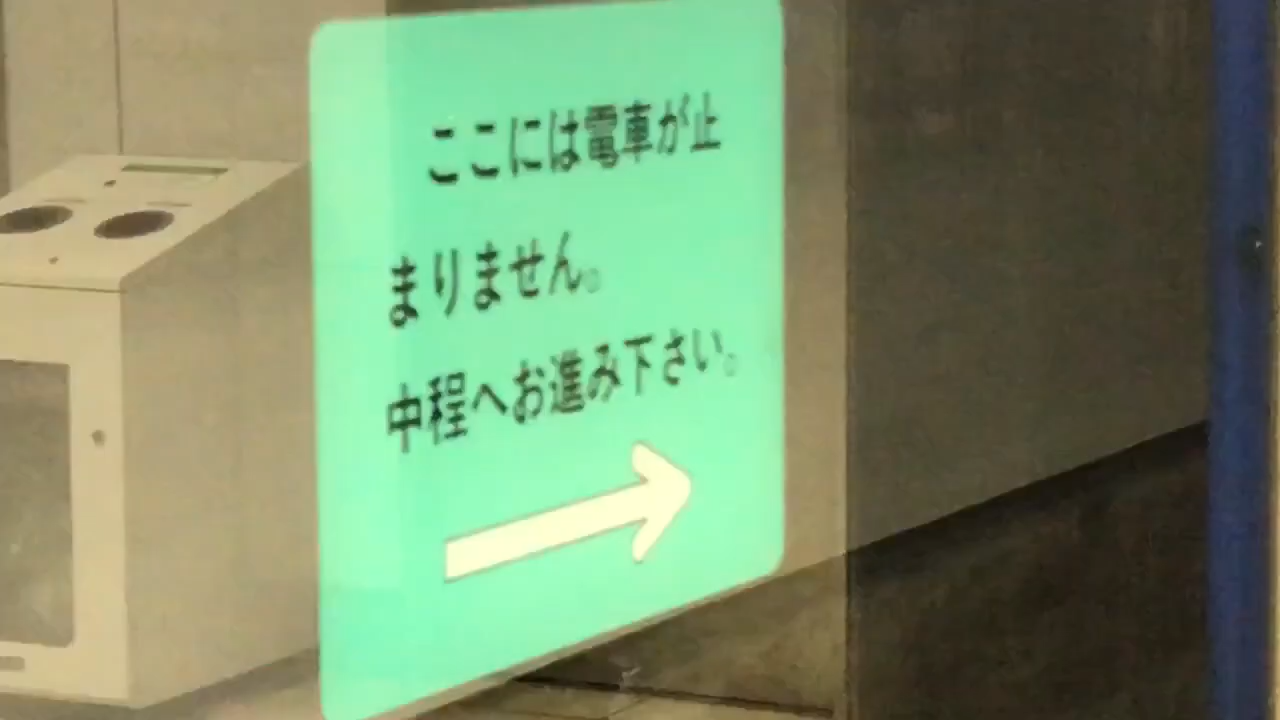 ここには電車が止
まりません。
中程へお進み下さい。